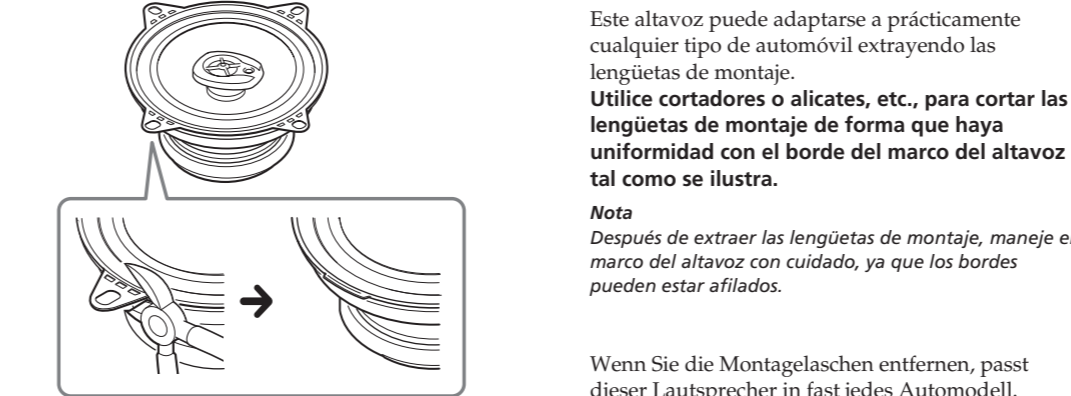 Este altavoz puede adaptarse a prácticamente
cualquier tipo de automóvil extrayendo las
lengüetas de montaje.
Utilice cortadores o alicates, etc., para cortar las
lengüetas de montaje de forma que haya
uniformidad con el borde del marco del altavoz
tal como se ilustra.
Nota
Después de extraer las lengüetas de montaje, maneje el
marco del altavoz con cuidado, ya que los bordes
pueden estar afilados.
Wenn Sie die Montagelaschen entfernen, passt
dieser Lautsprecher in fast jedes Automodell.